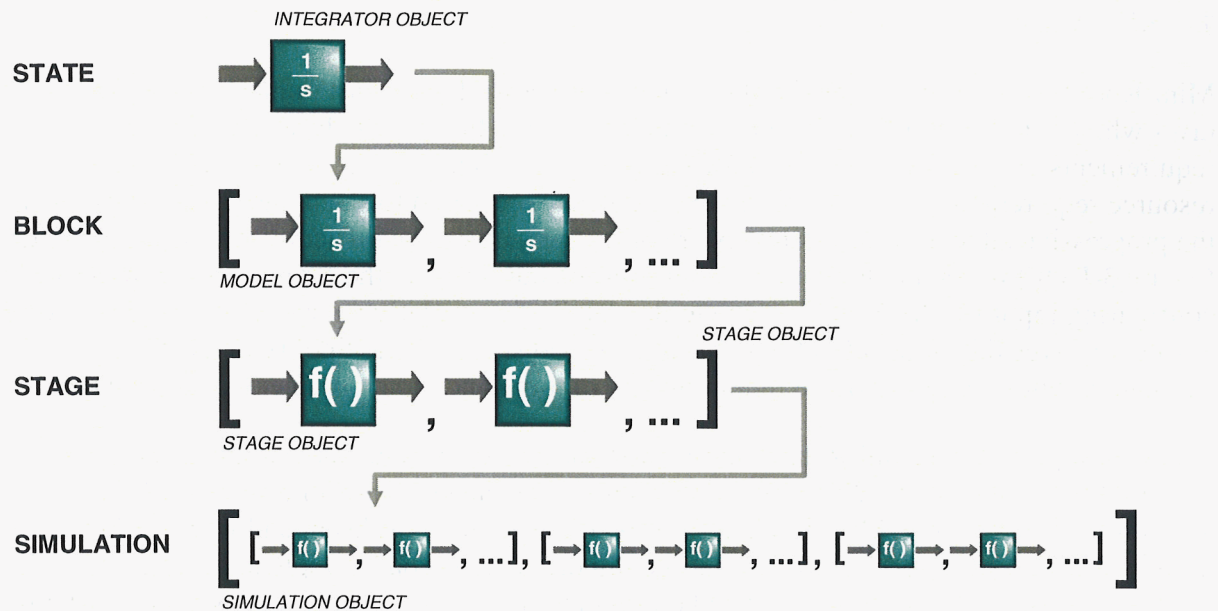 INTEGRATOR OBJECT
STATE
1
s
BLOCK
[ 1
s , 1
s , ... ]
MODEL OBJECT
STAGE OBJECT
STAGE
[ f( ) , f( ) , ... ]
STAGE OBJECT
SIMULATION
[ [ f( ) , f( ) , ... ] , [ f( ) , f( ) , ... ] , [ f( ) , f( ) , ... ] ]
SIMULATION OBJECT